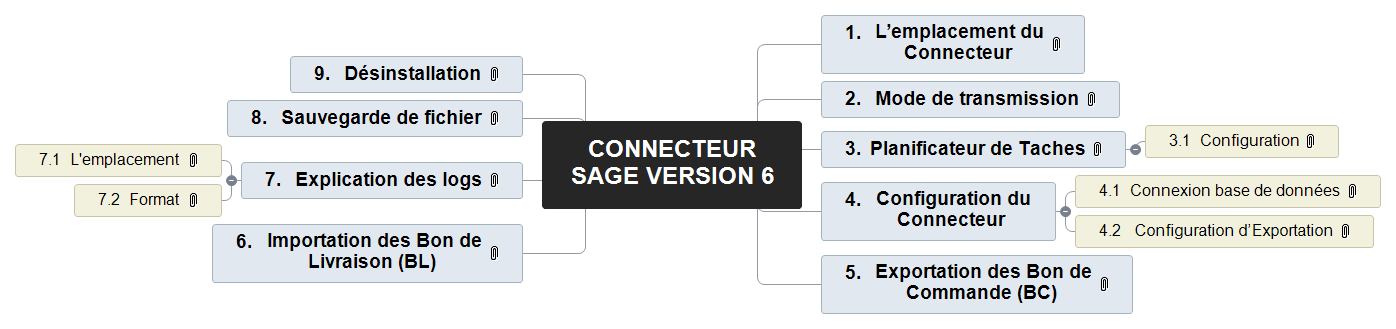 CONNECTEUR
SAGE VERSION 6
1. L’emplacement du
Connecteur
2. Mode de transmission
3. Planificateur de Taches
3.1 Configuration
4. Configuration du
Connecteur
4.1 Connexion base de données
4.2 Configuration d’Exportation
5. Exportation des Bon de
Commande (BC)
6. Importation des Bon de
Livraison (BL)
7. Explication des logs
7.1 L'emplacement
7.2 Format
8. Sauvegarde de fichier
9. Désinstallation